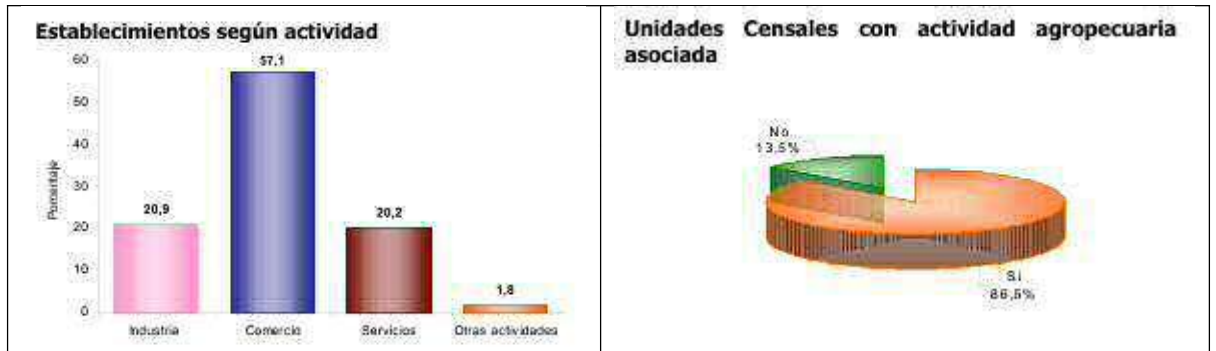 Establecimientos según actividad
60
50
40
30
20
10
0
Porcentaje
20,9
57,1
20,2
1,8
Industria
Comercio
Servicios
Otras actividades
Unidades Censales con actividad agropecuaria
asociada
No
13,5%
Si
86,5%